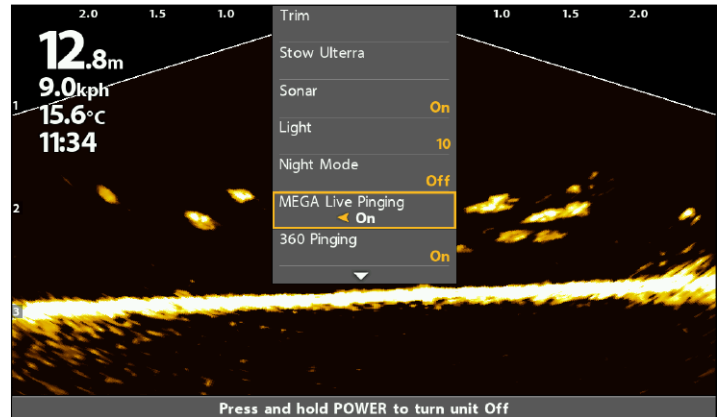 2.0 1.5 1.0 1.0 1.5 2.0
12.8m
9.0kph
15.6°C
11:34
1
2
3
Trim
Stow Ulterra
Sonar
On
Light
10
Night Mode
Off
MEGA Live Pinging
On
360 Pinging
On
Press and hold POWER to turn unit Off